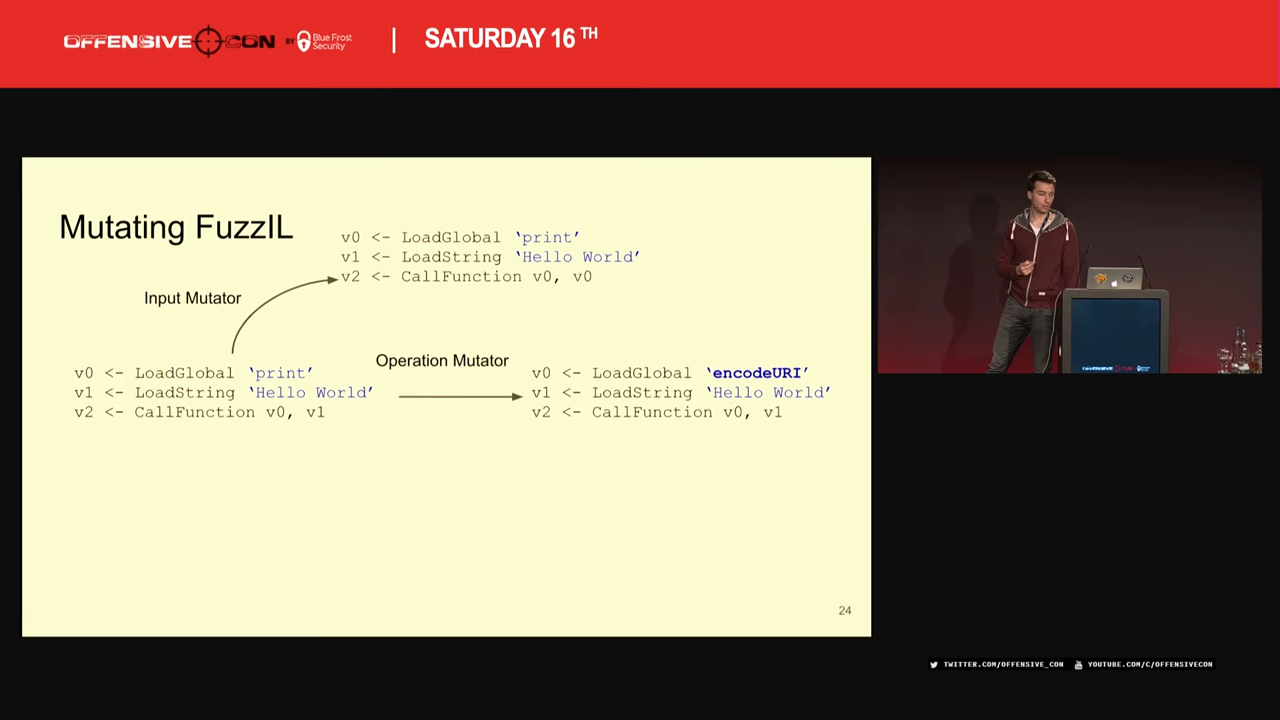 OFFENSIVE CON BY Blue Frost Security | SATURDAY 16 TH
Mutating FuzzIL
v0 <- LoadGlobal ‘print’
v1 <- LoadString ‘Hello World’
v2 <- CallFunction v0, v0
Input Mutator
Operation Mutator
v0 <- LoadGlobal ‘print’
v1 <- LoadString ‘Hello World’
v2 <- CallFunction v0, v1
v0 <- LoadGlobal ‘encodeURI’
v1 <- LoadString ‘Hello World’
v2 <- CallFunction v0, v1
24
TWITTER.COM/OFFENSIVE_CON YOUTUBE.COM/C/OFFENSIVECON